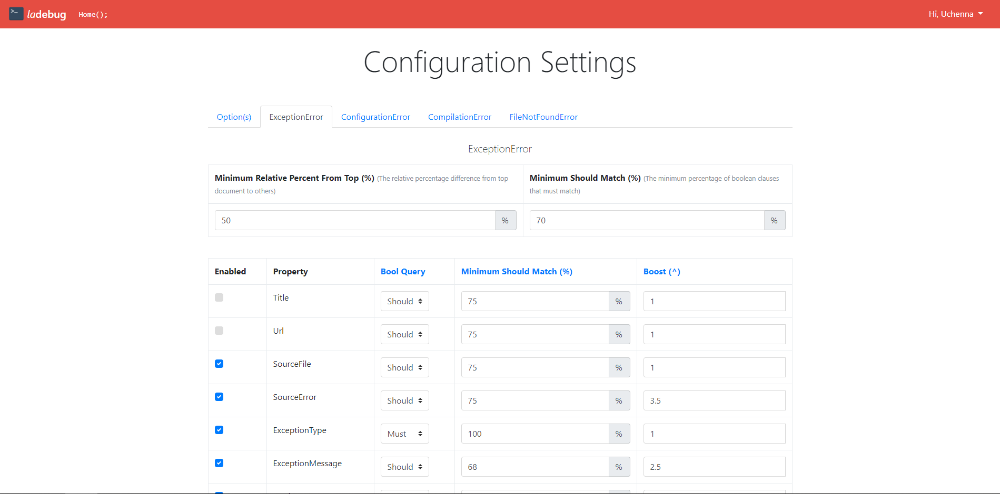 >_ ladebug Home(); Hi, Uchenna
Configuration Settings
Option(s) ExceptionError ConfigurationError CompilationError FileNotFoundError
ExceptionError
Minimum Relative Percent From Top (%) (The relative percentage difference from top
document to others)
Minimum Should Match (%) (The minimum percentage of boolean clauses
that must match)
50 % 70 %
Enabled Property Bool Query Minimum Should Match (%) Boost (^)
Title Should 75 % 1
Url Should 75 % 1
SourceFile Should 75 % 1
SourceError Should 75 % 3.5
ExceptionType Must 100 % 1
ExceptionMessage Should 68 % 2.5